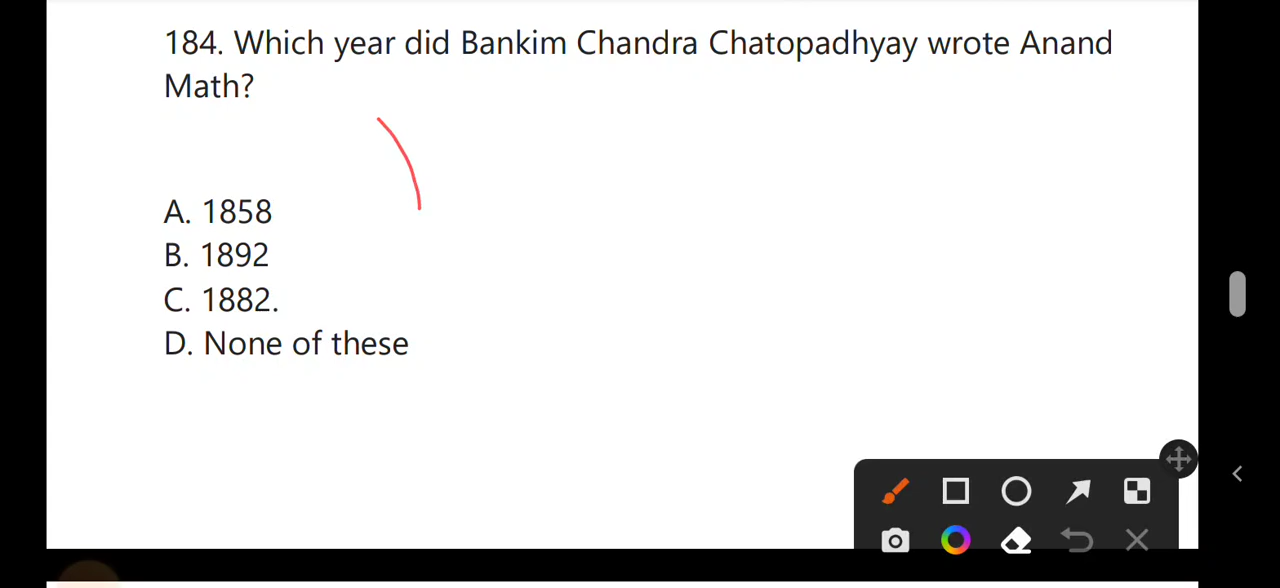 184. Which year did Bankim Chandra Chatopadhyay wrote Anand
Math?
A. 1858
B. 1892
C. 1882.
D. None of these